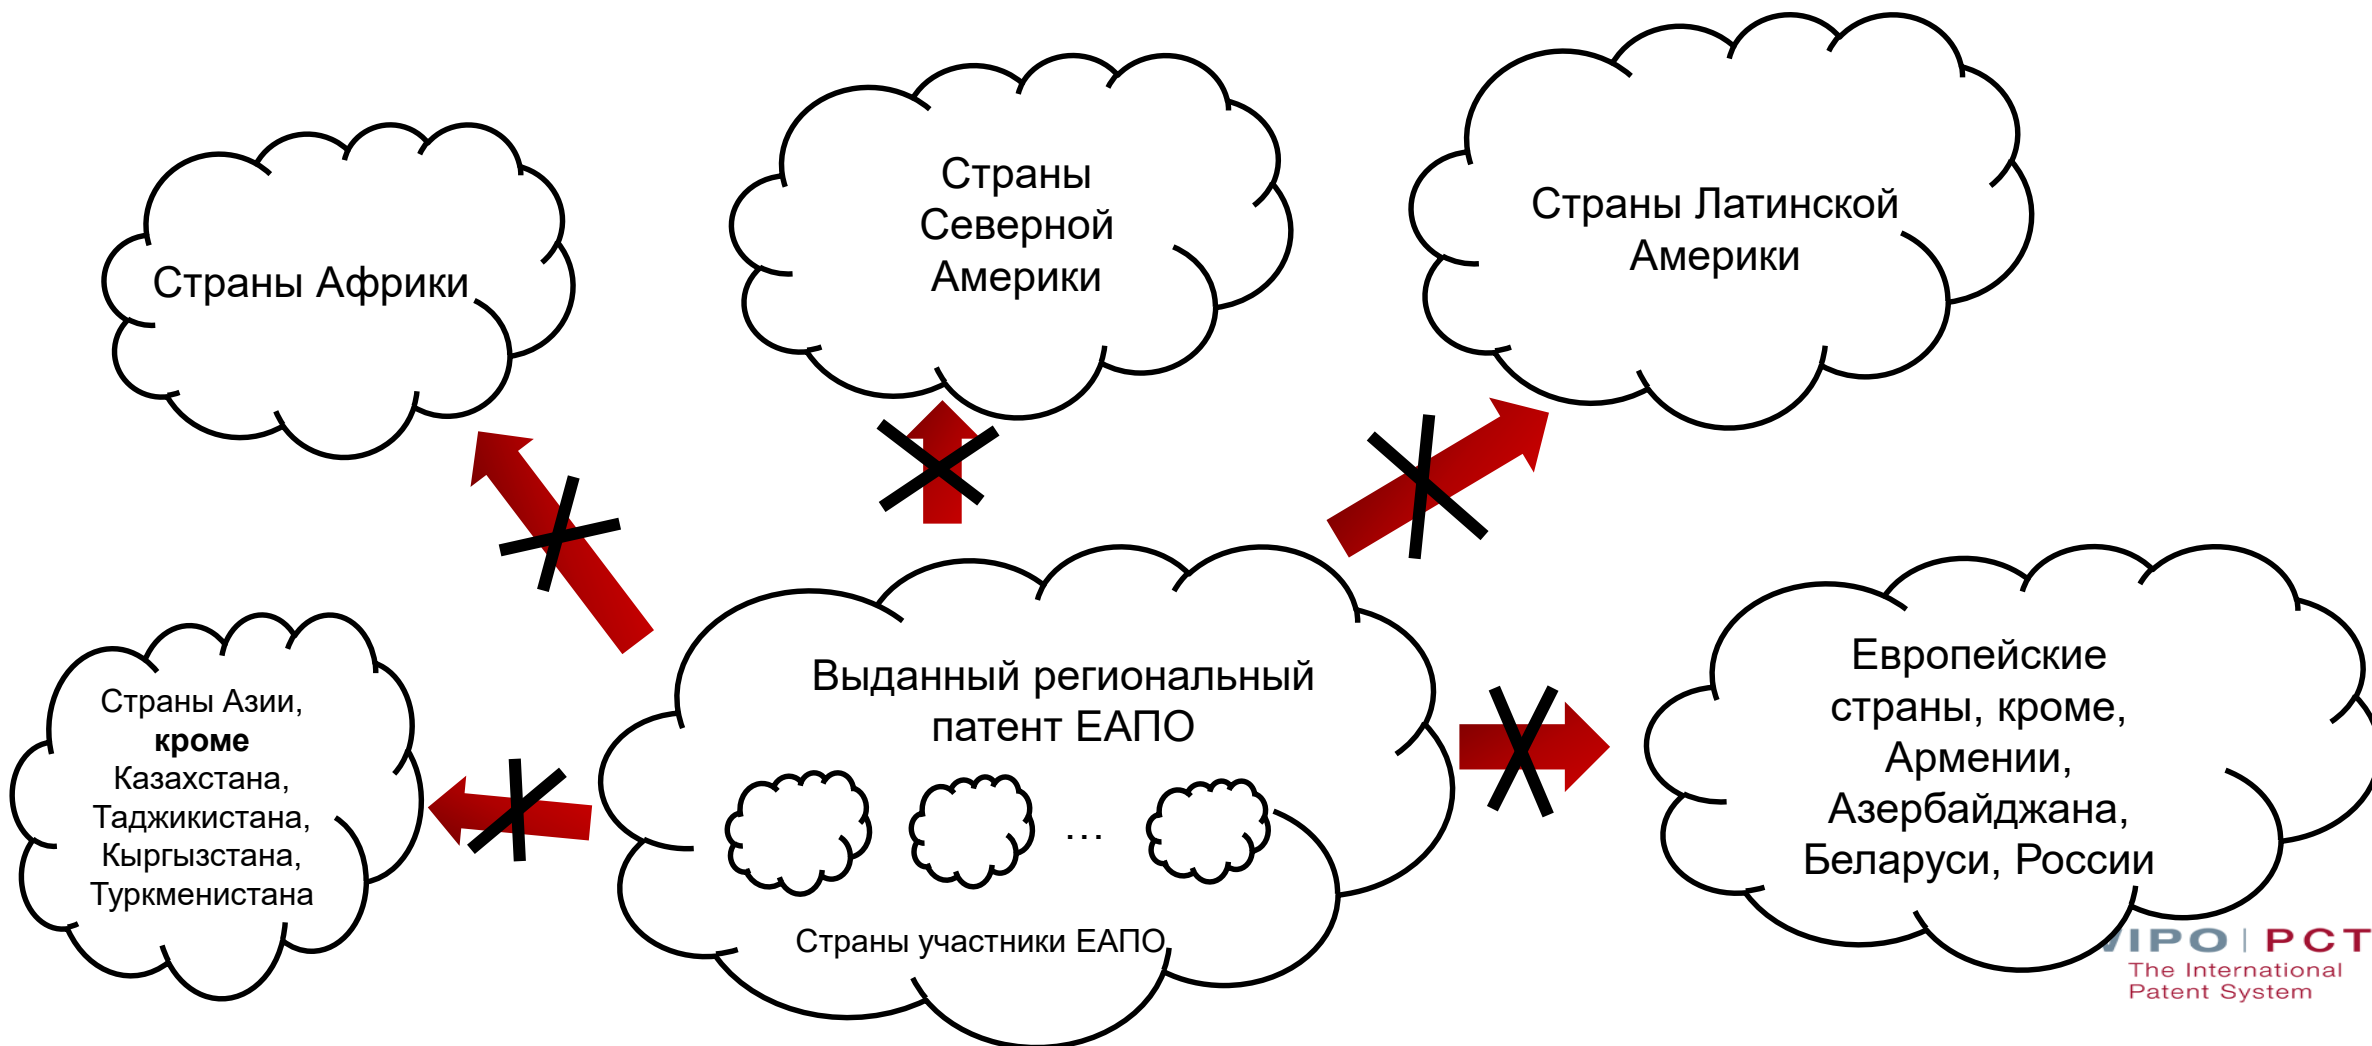 Страны Африки
Страны
Северной
Америки
Страны Латинской
Америки
Страны Азии,
кроме
Казахстана,
Таджикистана,
Кыргызстана,
Туркменистана
Выданный региональный
патент ЕАПО
...
Страны участники ЕАПО
Европейские
страны, кроме,
Армении,
Азербайджана,
Беларуси, России
WIPO | PCT
The International
Patent System